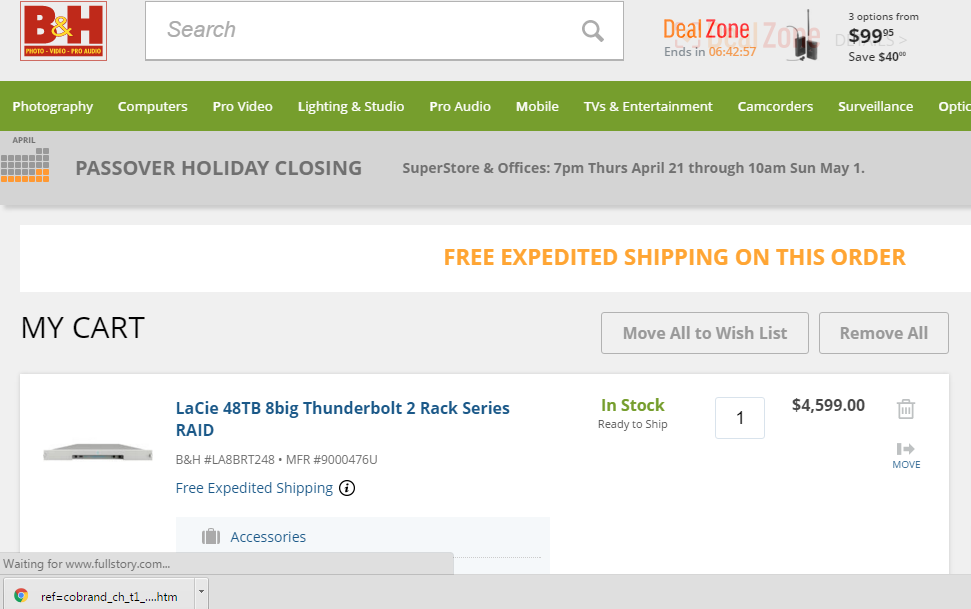 B&H
PHOTO - VIDEO - PRO AUDIO
Search
Deal Zone
Ends in 06:42:57
3 options from
$99.95
Save $40.00
Photography Computers Pro Video Lighting & Studio Pro Audio Mobile TVs & Entertainment Camcorders Surveillance Optic
APRIL
PASSOVER HOLIDAY CLOSING SuperStore & Offices: 7pm Thurs April 21 through 10am Sun May 1.
FREE EXPEDITED SHIPPING ON THIS ORDER
MY CART
Move All to Wish List
Remove All
LaCie 48TB 8big Thunderbolt 2 Rack Series
RAID
In Stock
Ready to Ship
1
$4,599.00
B&H #LA8BRT248 • MFR #9000476U
MOVE
Free Expedited Shipping
Accessories
Waiting for www.fullstory.com...
ref=cobrand_ch_t1_....htm